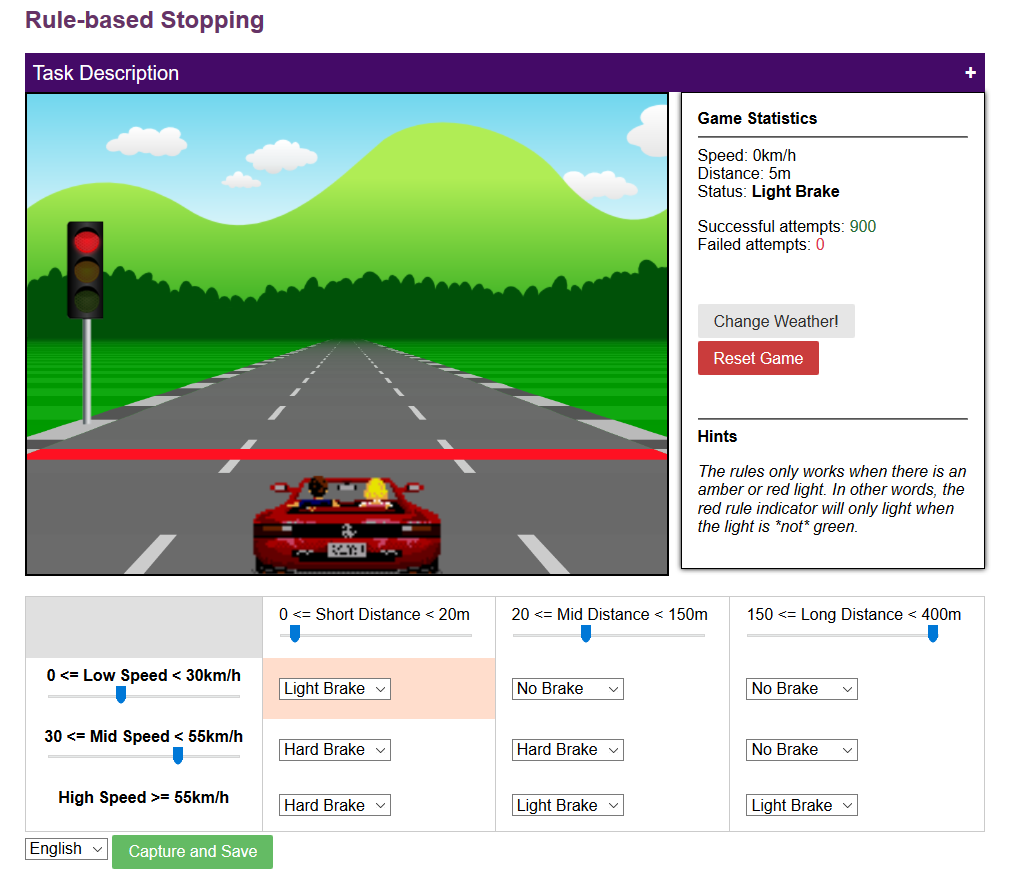 Rule-based Stopping
Task Description +
Game Statistics
Speed: 0km/h
Distance: 5m
Status: Light Brake
Successful attempts: 900
Failed attempts: 0
Change Weather!
Reset Game
Hints
The rules only works when there is an
amber or red light. In other words, the
red rule indicator will only light when
the light is *not* green.
0 <= Short Distance < 20m 20 <= Mid Distance < 150m 150 <= Long Distance < 400m
0 <= Low Speed < 30km/h Light Brake No Brake No Brake
30 <= Mid Speed < 55km/h Hard Brake Hard Brake No Brake
High Speed >= 55km/h Hard Brake Light Brake Light Brake
English Capture and Save